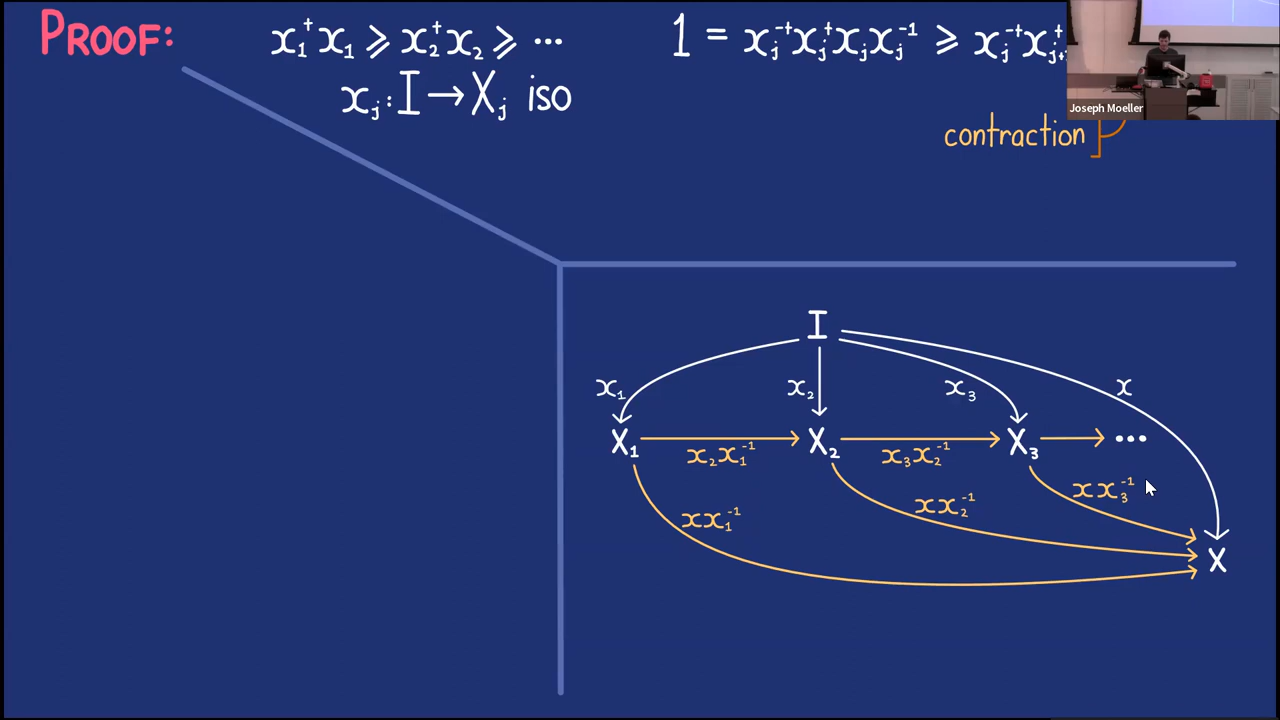 PROOF:
x₁†x₁ ⩾ x₂†x₂ ⩾ ⋯
xⱼ : I → Xⱼ iso
1 = xⱼ⁻†xⱼ†xⱼxⱼ⁻¹ ⩾ xⱼ⁻†
Joseph Moeller
contraction
I
x₁ x₂ x₃ x
X₁ X₂ X₃ ⋯
x₂x₁⁻¹ x₃x₂⁻¹
xx₁⁻¹ xx₂⁻¹ xx₃⁻¹
X